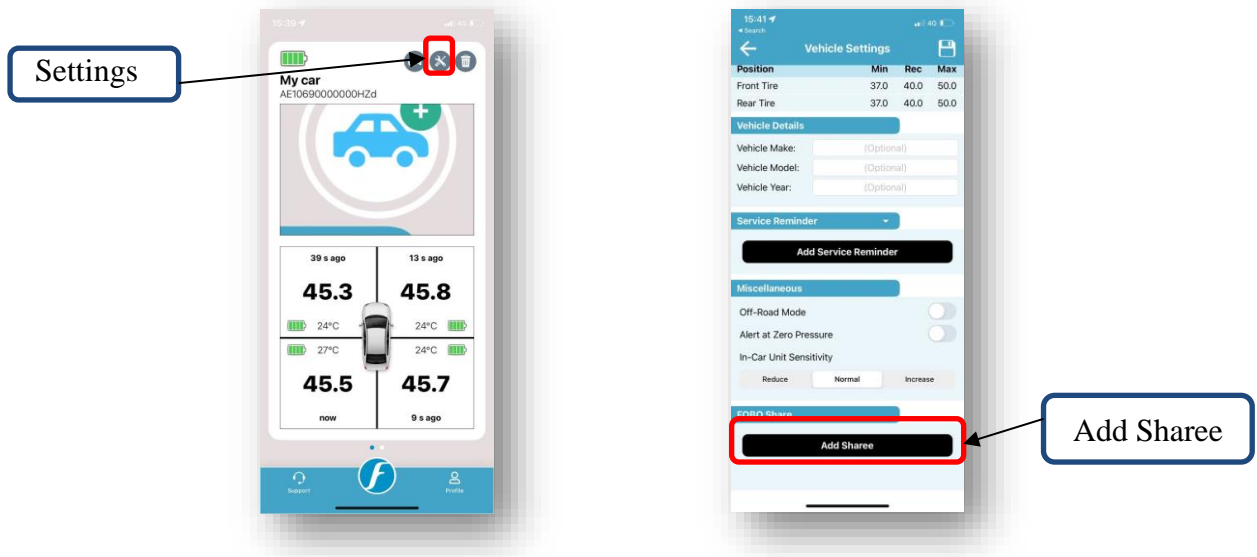 Settings
15:39
4G
My car
AE10690000000HZd
39 s ago
13 s ago
45.3
45.8
24°C
24°C
27°C
24°C
45.5
45.7
now
9 s ago
Support
Profile
15:41
4G
Search
Vehicle Settings
Position Min Rec Max
Front Tire 37.0 40.0 50.0
Rear Tire 37.0 40.0 50.0
Vehicle Details
Vehicle Make: (Optional)
Vehicle Model: (Optional)
Vehicle Year: (Optional)
Service Reminder
Add Service Reminder
Miscellaneous
Off-Road Mode
Alert at Zero Pressure
In-Car Unit Sensitivity
Reduce Normal Increase
FOBO Share
Add Sharee
Add Sharee